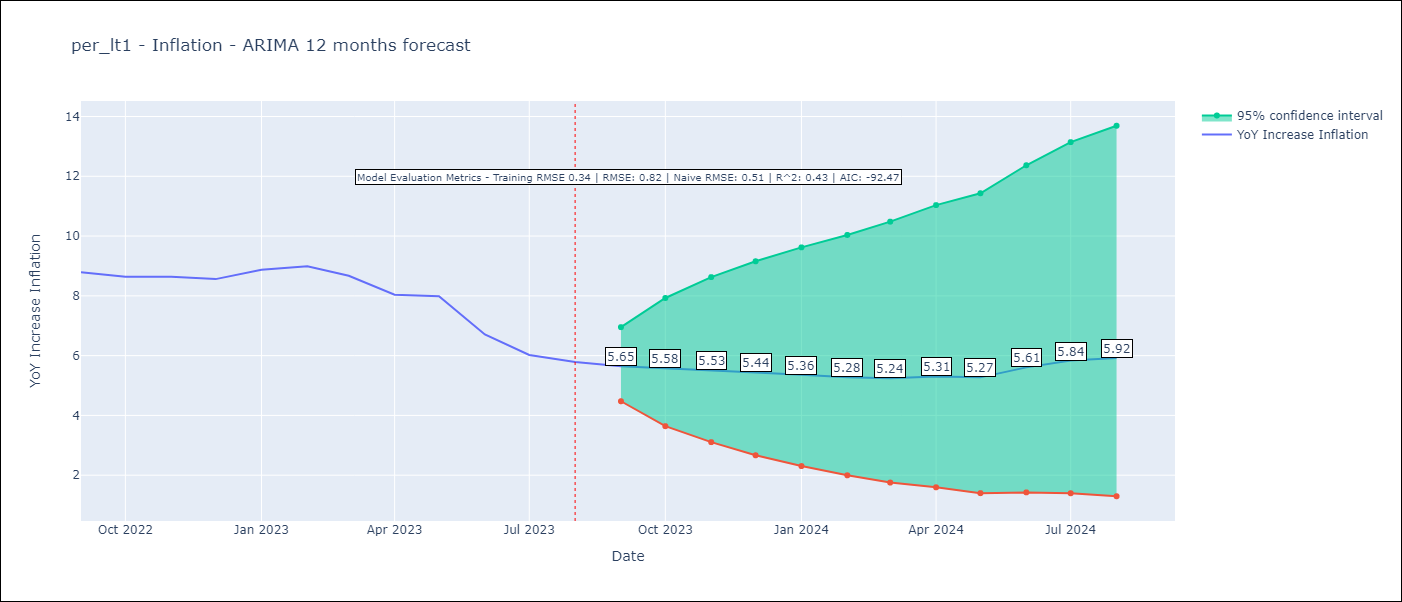 per_lt1 - Inflation - ARIMA 12 months forecast
95% confidence interval
YoY Increase Inflation
Model Evaluation Metrics - Training RMSE 0.34 | RMSE: 0.82 | Naive RMSE: 0.51 | R^2: 0.43 | AIC: -92.47
YoY Increase Inflation
14
12
10
8
6
4
2
5.65
5.58
5.53
5.44
5.36
5.28
5.24
5.31
5.27
5.61
5.84
5.92
Oct 2022
Jan 2023
Apr 2023
Jul 2023
Oct 2023
Jan 2024
Apr 2024
Jul 2024
Date